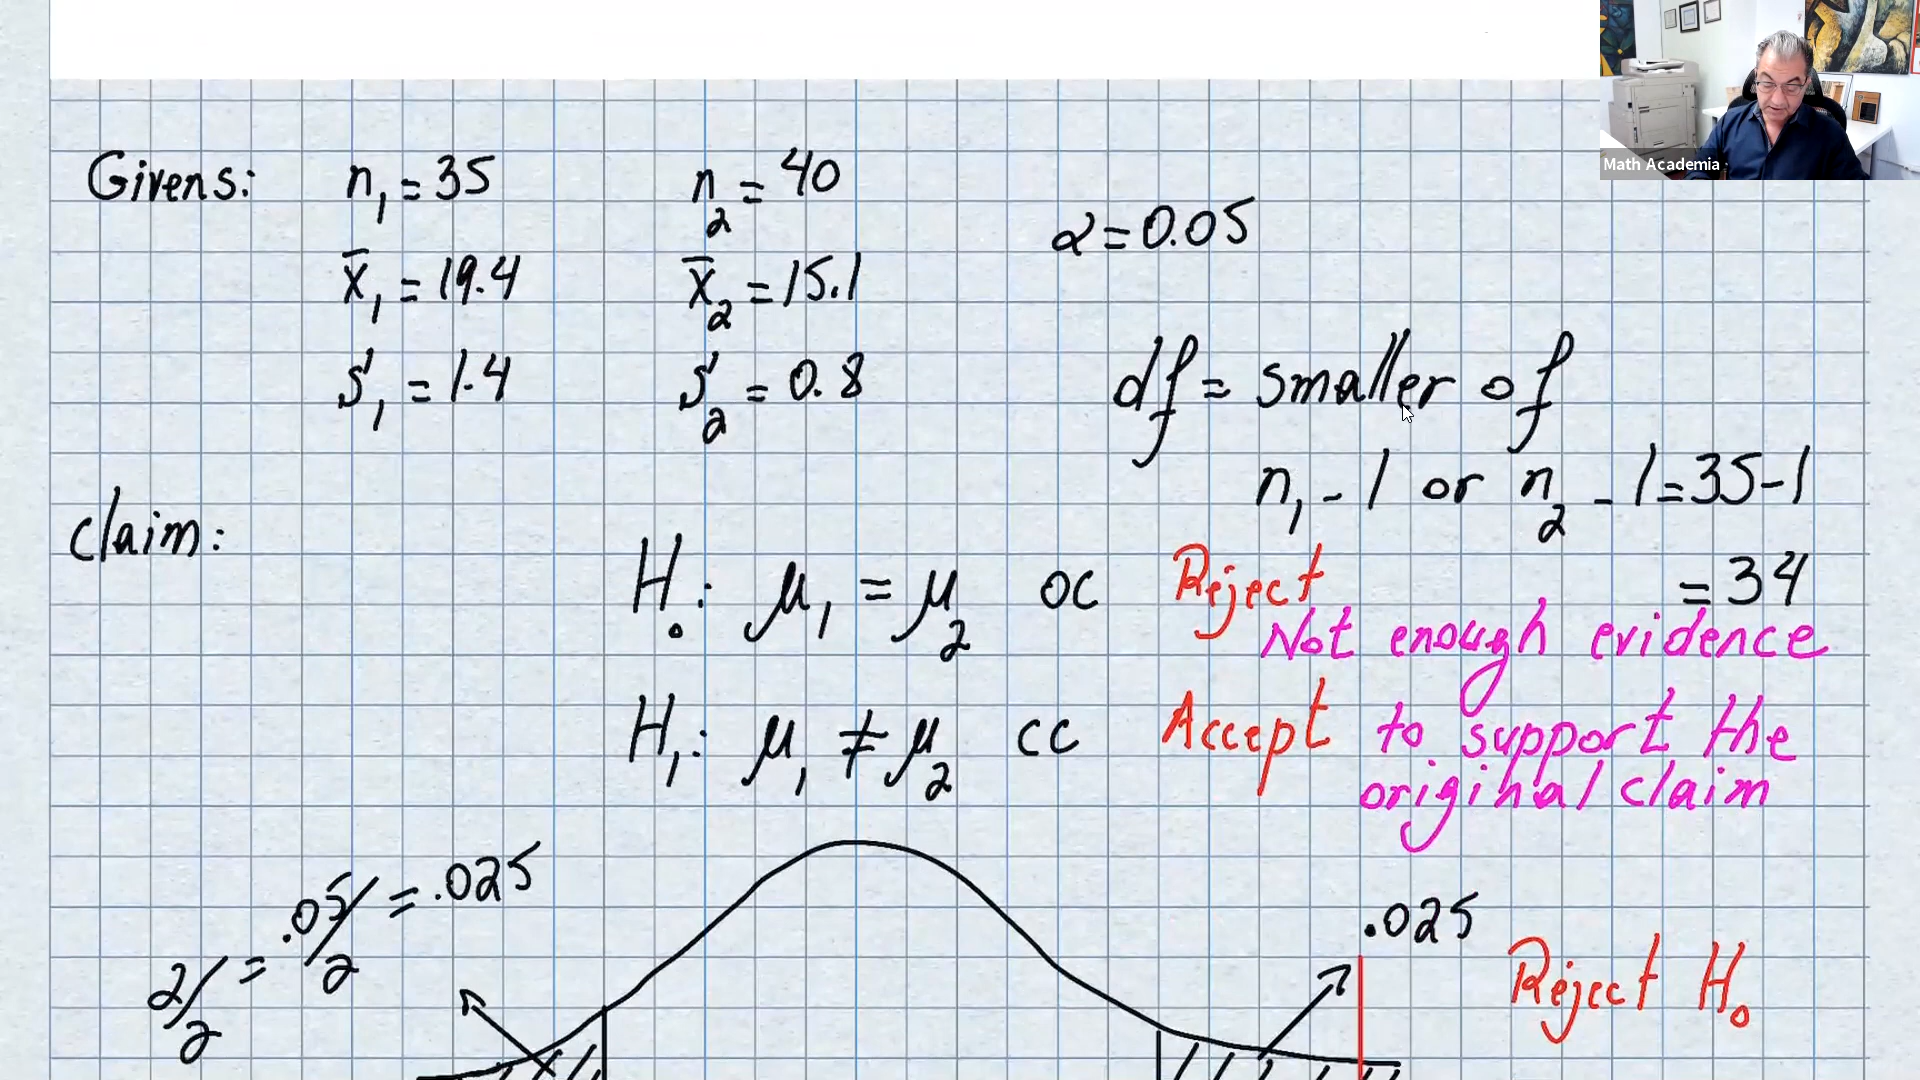 Math Academia
Givens: n₁ = 35 n₂ = 40
α = 0.05
x̄₁ = 19.4 x̄₂ = 15.1
s₁ = 1.4 s₂ = 0.8
df = smaller of
n₁ - 1 or n₂ - 1 = 35 - 1
= 34
claim:
H₀: μ₁ = μ₂ oc Reject
Not enough evidence
H₁: μ₁ ≠ μ₂ cc Accept to support the
original claim
α/2 = .05/2 = .025
.025
Reject H₀